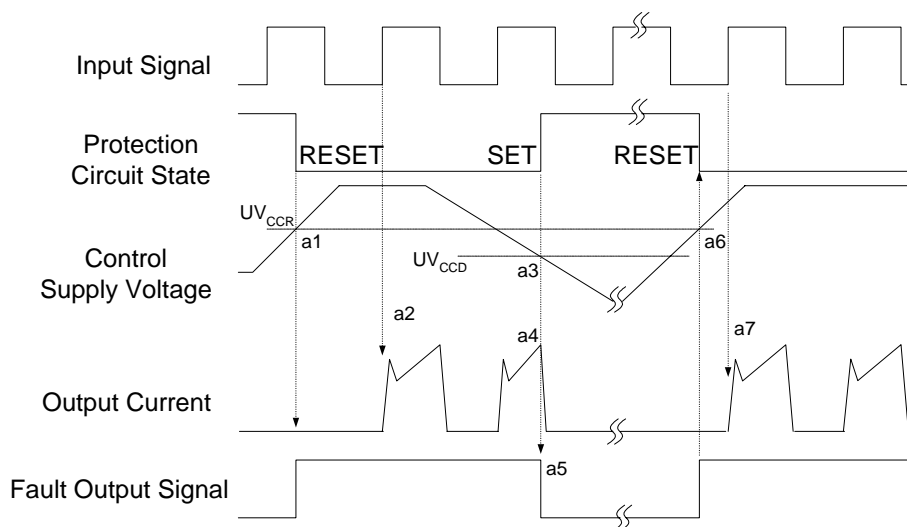 Input Signal
Protection
Circuit State
RESET
SET
RESET
UVCCR
a1
a6
Control
Supply Voltage
UVCCD
a3
a2
a4
a7
Output Current
a5
Fault Output Signal